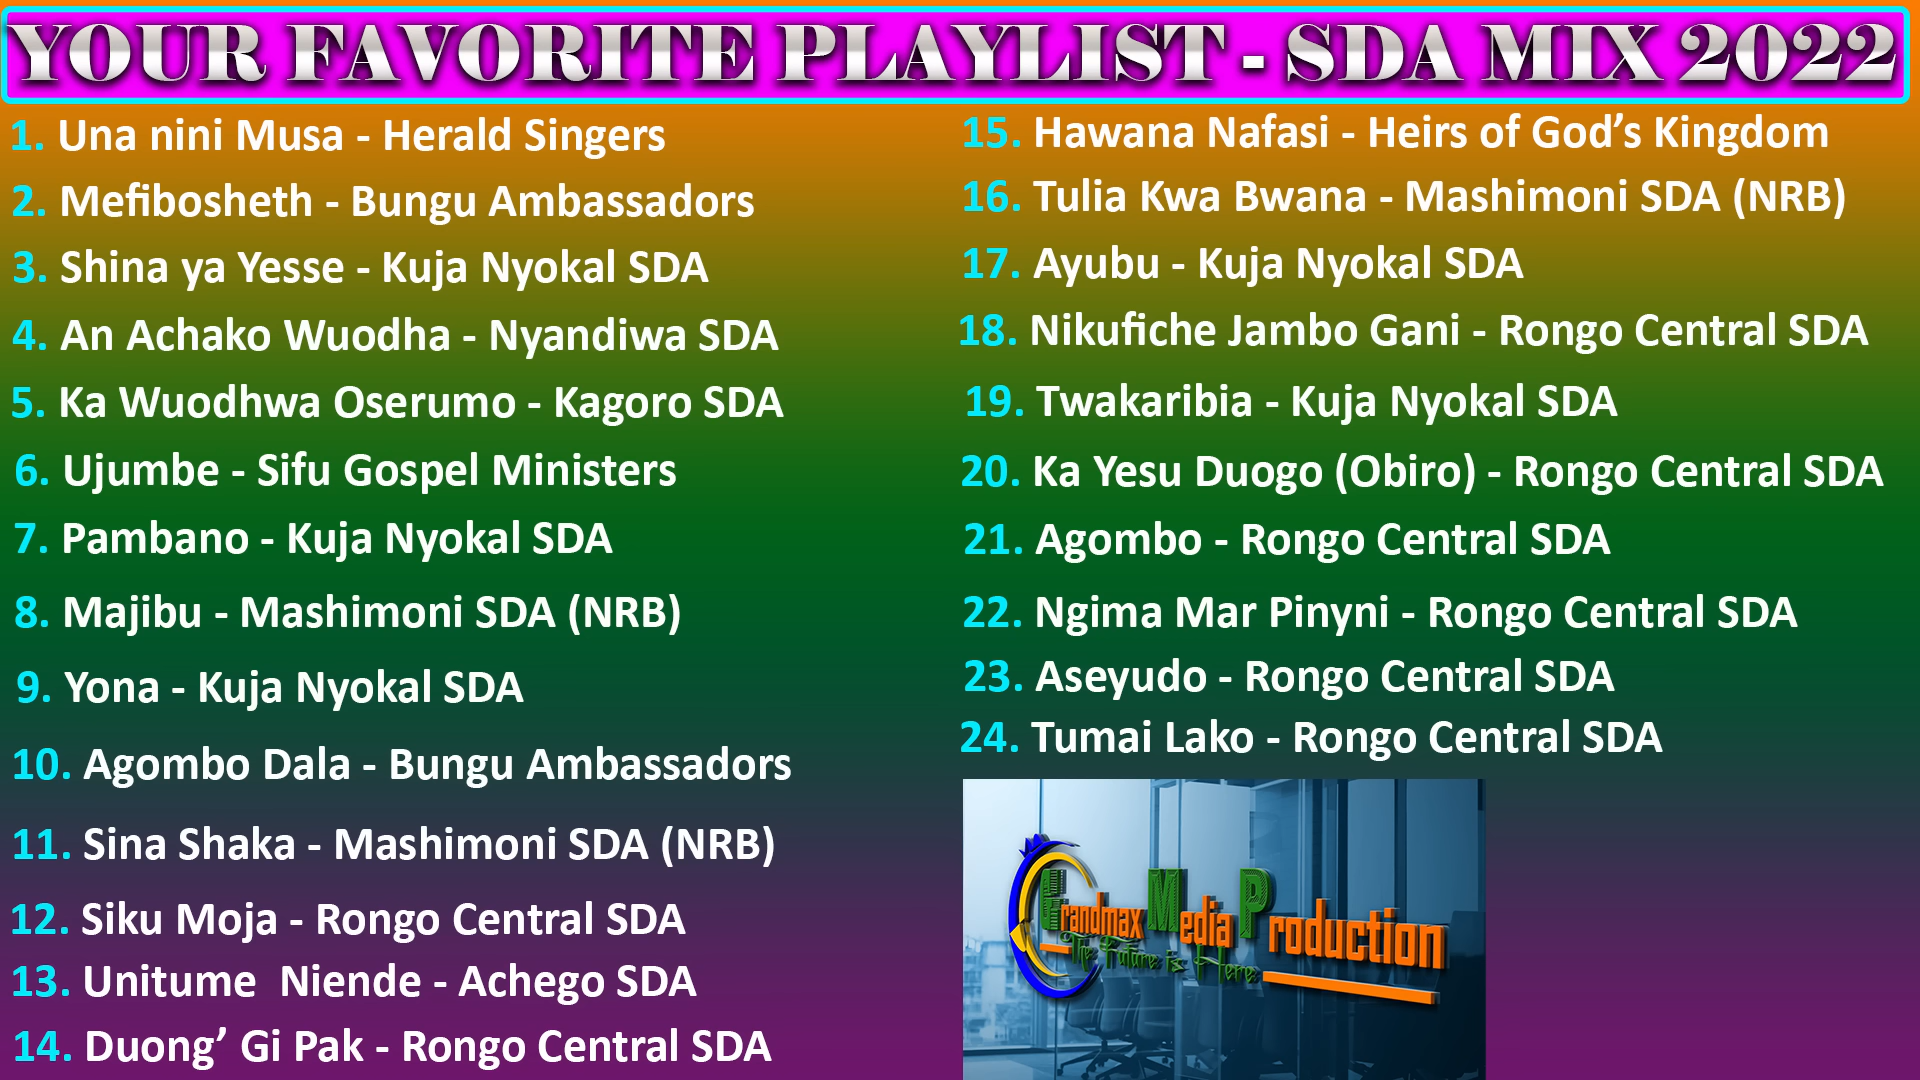 YOUR FAVORITE PLAYLIST - SDA MIX 2022
1. Una nini Musa - Herald Singers
2. Mefibosheth - Bungu Ambassadors
3. Shina ya Yesse - Kuja Nyokal SDA
4. An Achako Wuodha - Nyandiwa SDA
5. Ka Wuodhwa Oserumo - Kagoro SDA
6. Ujumbe - Sifu Gospel Ministers
7. Pambano - Kuja Nyokal SDA
8. Majibu - Mashimoni SDA (NRB)
9. Yona - Kuja Nyokal SDA
10. Agombo Dala - Bungu Ambassadors
11. Sina Shaka - Mashimoni SDA (NRB)
12. Siku Moja - Rongo Central SDA
13. Unitume  Niende - Achego SDA
14. Duong’ Gi Pak - Rongo Central SDA
15. Hawana Nafasi - Heirs of God’s Kingdom
16. Tulia Kwa Bwana - Mashimoni SDA (NRB)
17. Ayubu - Kuja Nyokal SDA
18. Nikufiche Jambo Gani - Rongo Central SDA
19. Twakaribia - Kuja Nyokal SDA
20. Ka Yesu Duogo (Obiro) - Rongo Central SDA
21. Agombo - Rongo Central SDA
22. Ngima Mar Pinyni - Rongo Central SDA
23. Aseyudo - Rongo Central SDA
24. Tumai Lako - Rongo Central SDA
Grandmax Media Production
The Future is Here